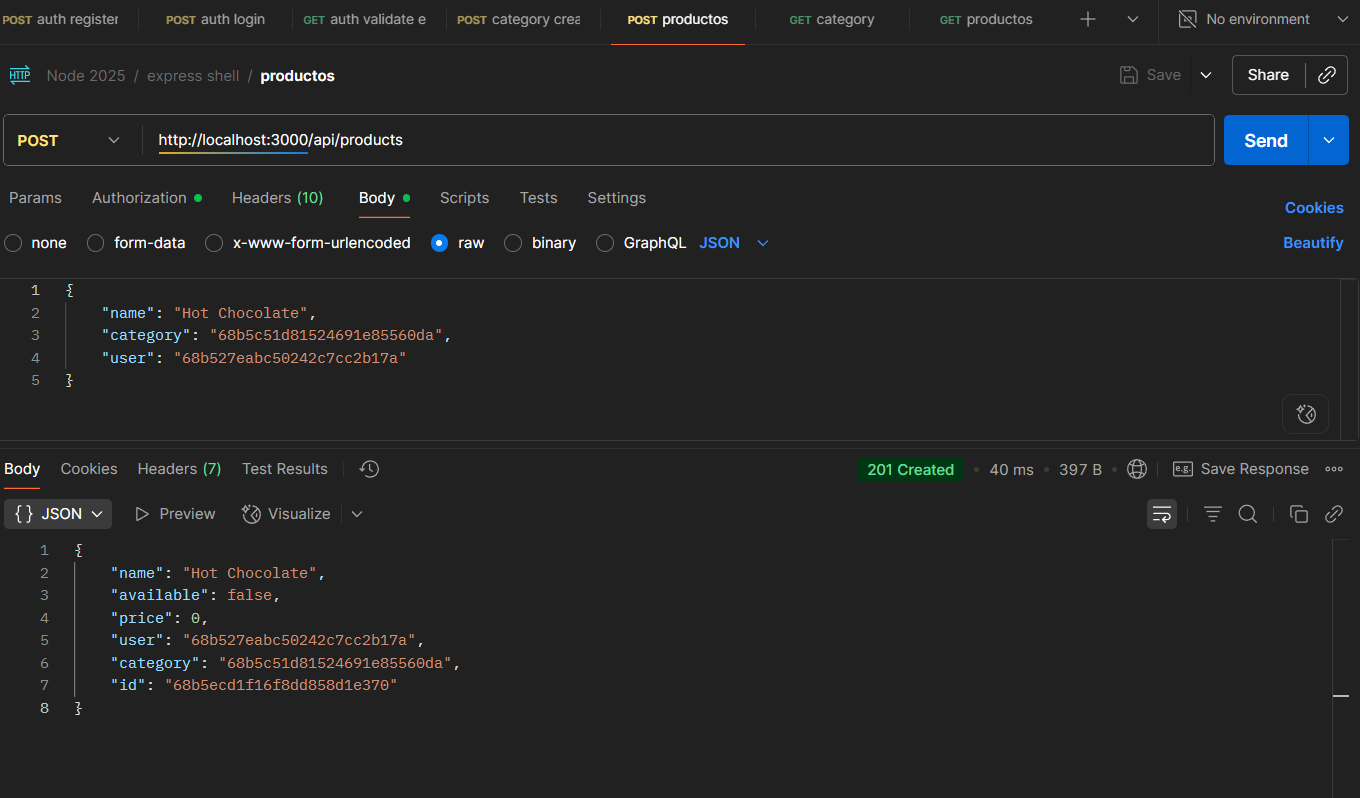 POST auth register POST auth login GET auth validate e POST category crea POST productos GET category GET productos No environment
HTTP Node 2025 / express shell / productos Save Share
POST http://localhost:3000/api/products Send
Params Authorization Headers (10) Body Scripts Tests Settings Cookies
none form-data x-www-form-urlencoded raw binary GraphQL JSON Beautify
1 {
2 "name": "Hot Chocolate",
3 "category": "68b5c51d81524691e85560da",
4 "user": "68b527eabc50242c7cc2b17a"
5 }
Body Cookies Headers (7) Test Results 201 Created • 40 ms • 397 B • e.g. Save Response
{} JSON Preview Visualize
1 {
2 "name": "Hot Chocolate",
3 "available": false,
4 "price": 0,
5 "user": "68b527eabc50242c7cc2b17a",
6 "category": "68b5c51d81524691e85560da",
7 "id": "68b5ecd1f16f8dd858d1e370"
8 }